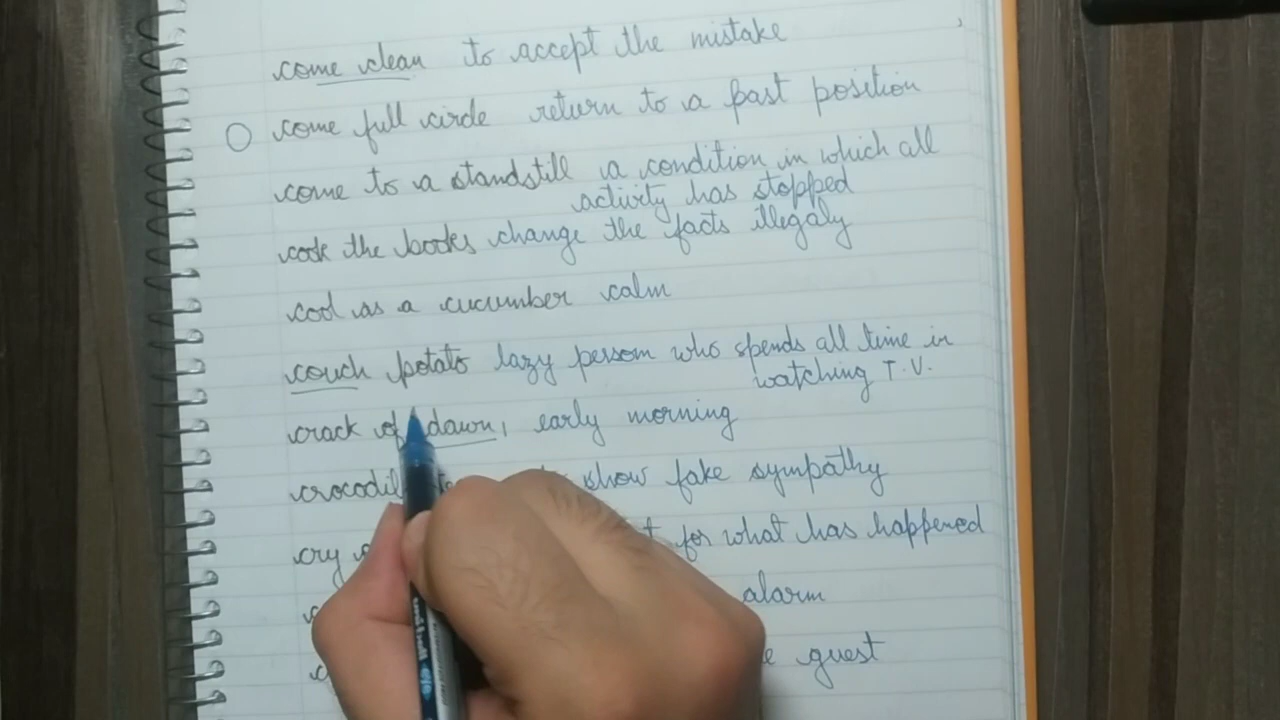 come clean to accept the mistake
come full circle return to a past position
come to a standstill a condition in which all
activity has stopped
cook the books change the facts illegaly
cool as a cucumber calm
couch potato lazy person who spends all time in
watching T.V.
crack of dawn, early morning
show fake sympathy
cry for what has happened
alarm
guest